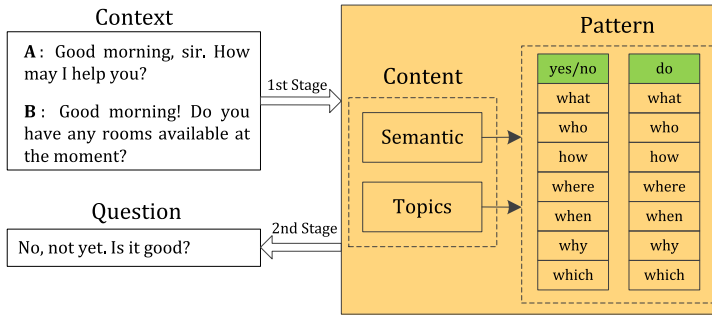 Context
A : Good morning, sir. How
may I help you?
B : Good morning! Do you
have any rooms available at
the moment?
Question
No, not yet. Is it good?
1st Stage
2nd Stage
Content
Semantic
Topics
Pattern
yes/no
what
who
how
where
when
why
which
do
what
who
how
where
when
why
which